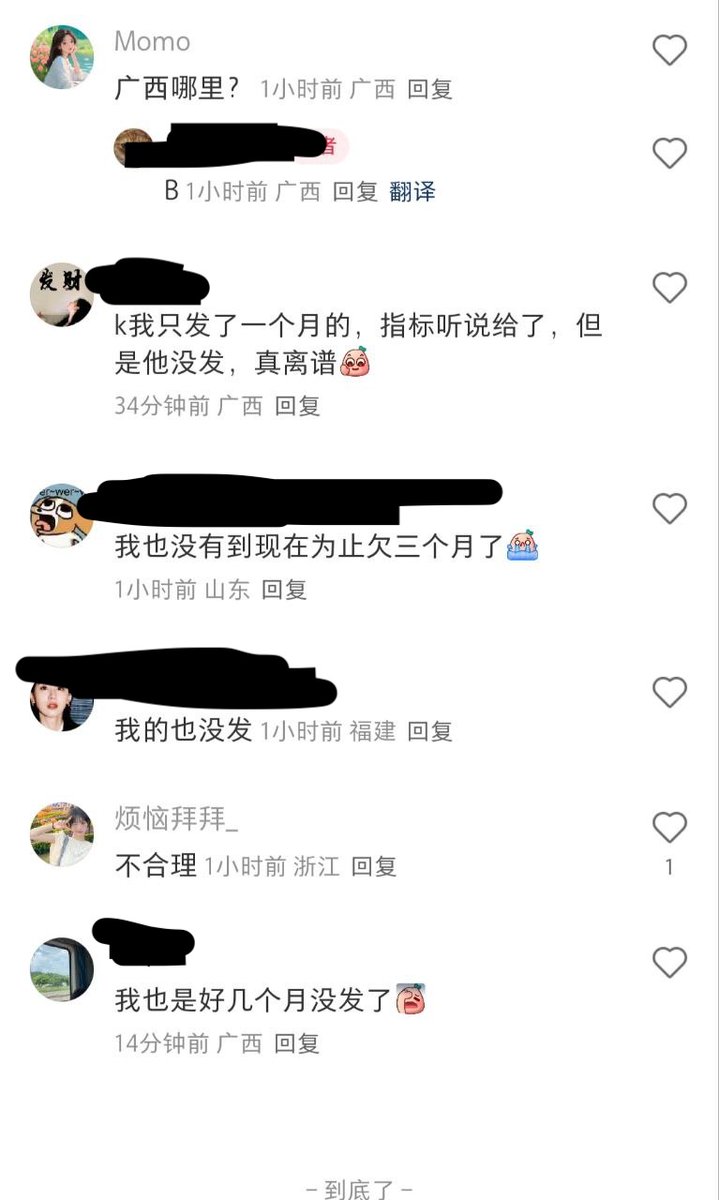 Momo
广西哪里？ 1小时前 广西 回复
者
B 1小时前 广西 回复 翻译
发财
k我只发了一个月的，指标听说给了，但
是他没发，真离谱
34分钟前 广西 回复
er~wer~
我也没有到现在为止欠三个月了
1小时前 山东 回复
我的也没发 1小时前 福建 回复
烦恼拜拜_
不合理 1小时前 浙江 回复
1
我也是好几个月没发了
14分钟前 广西 回复
- 到底了 -